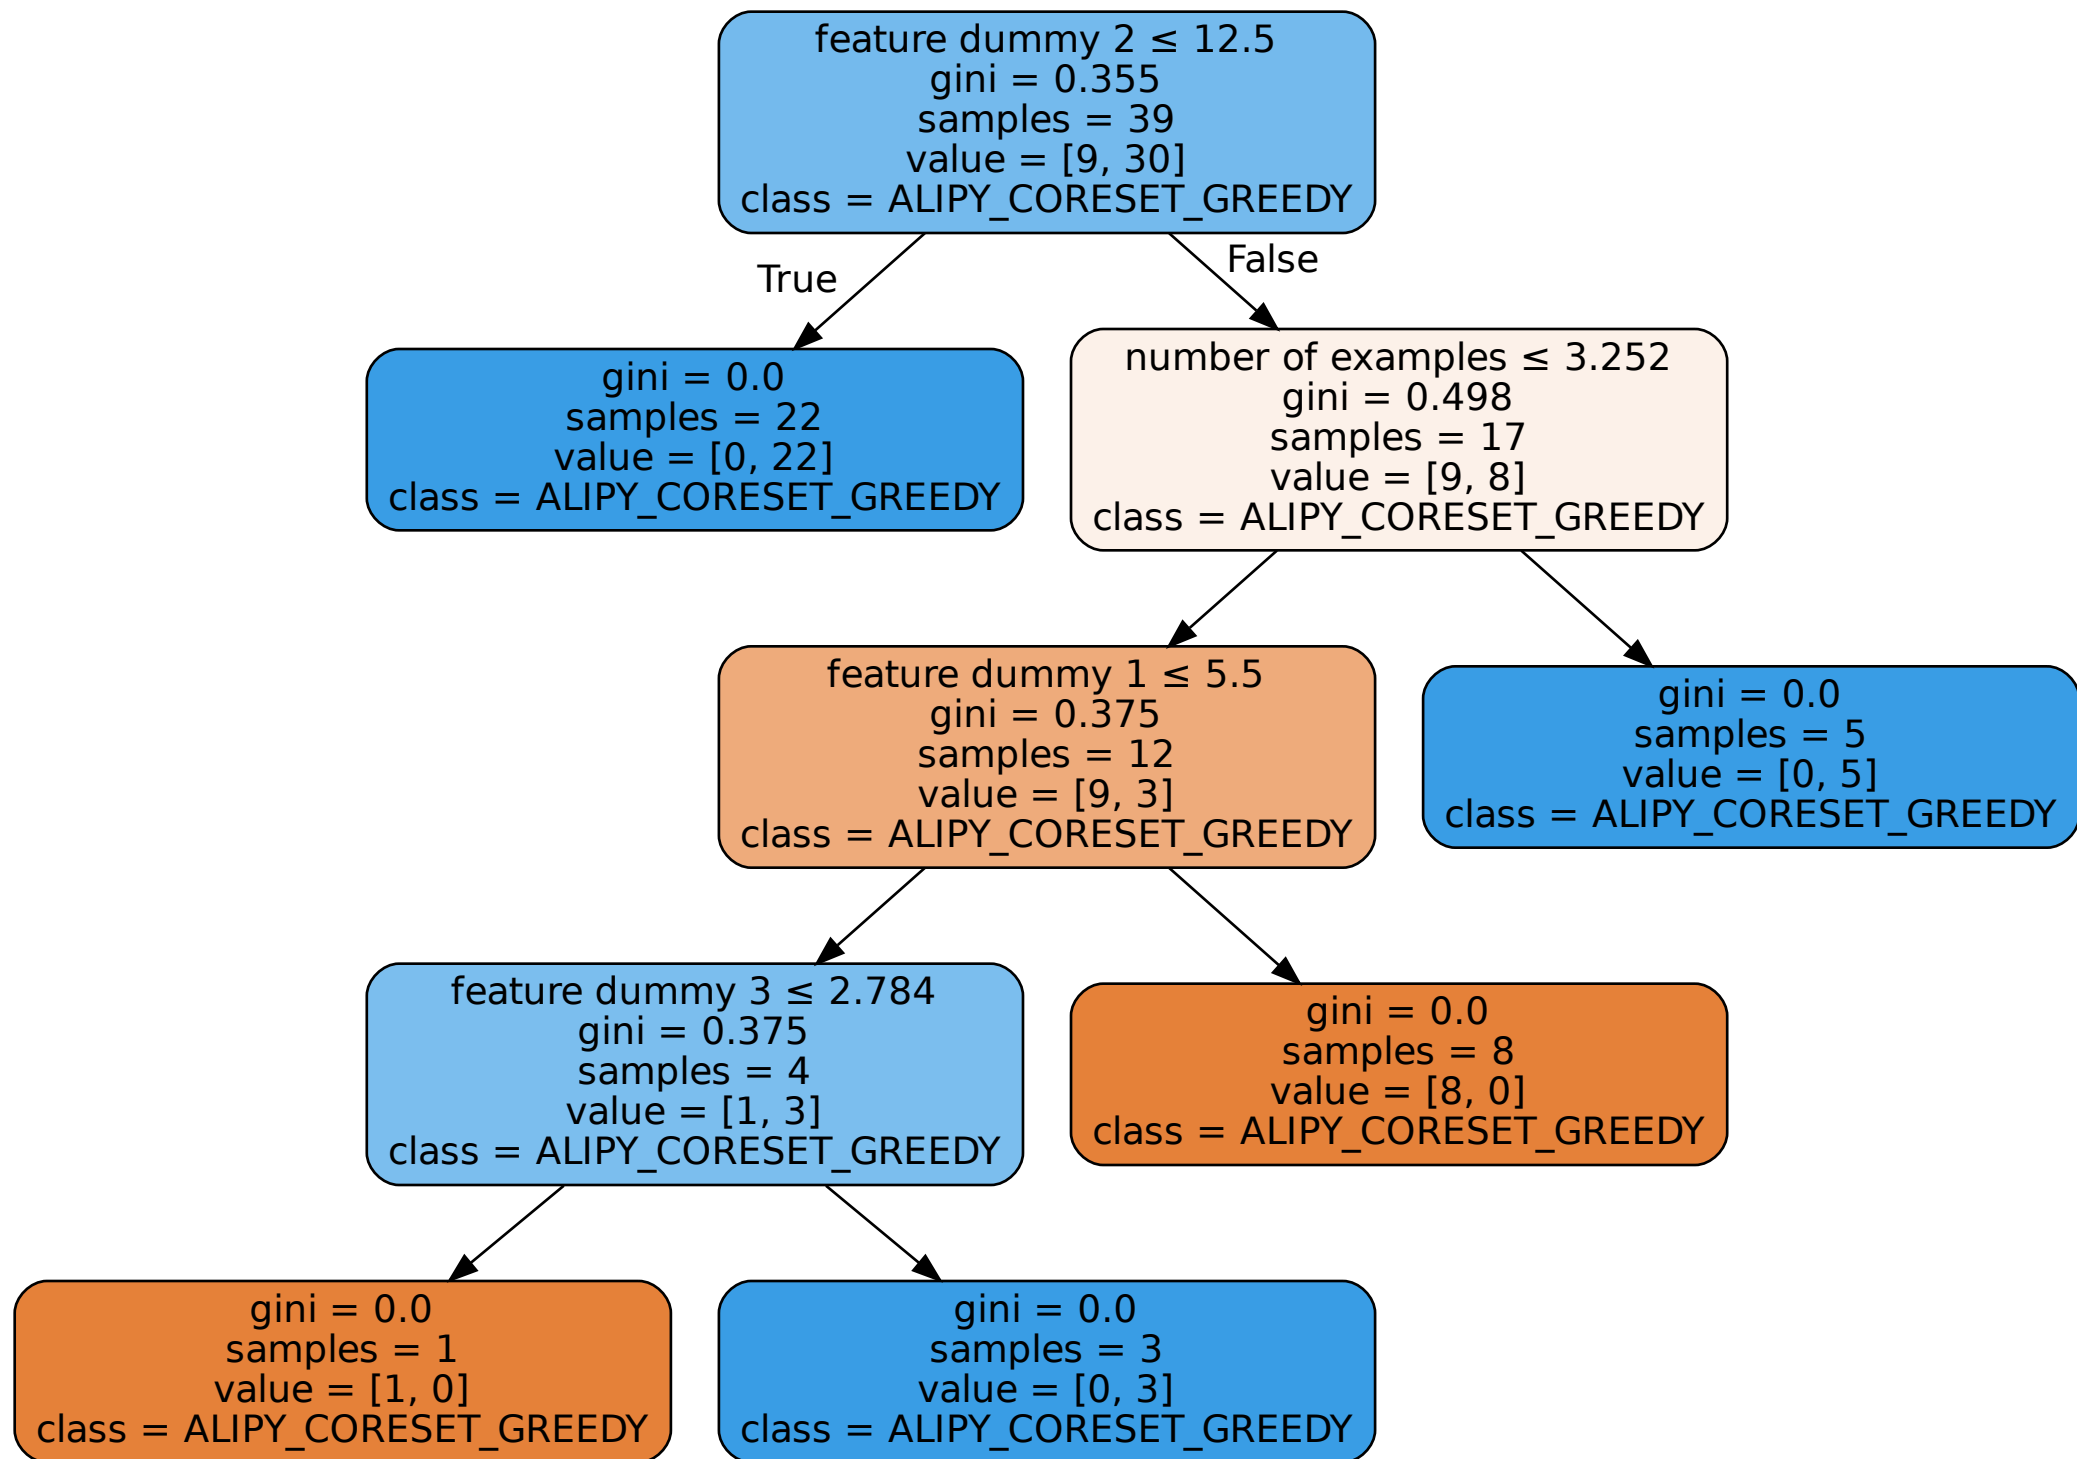 feature dummy 2 ≤ 12.5
gini = 0.355
samples = 39
value = [9, 30]
class = ALIPY_CORESET_GREEDY
True
False
gini = 0.0
samples = 22
value = [0, 22]
class = ALIPY_CORESET_GREEDY
number of examples ≤ 3.252
gini = 0.498
samples = 17
value = [9, 8]
class = ALIPY_CORESET_GREEDY
feature dummy 1 ≤ 5.5
gini = 0.375
samples = 12
value = [9, 3]
class = ALIPY_CORESET_GREEDY
gini = 0.0
samples = 5
value = [0, 5]
class = ALIPY_CORESET_GREEDY
feature dummy 3 ≤ 2.784
gini = 0.375
samples = 4
value = [1, 3]
class = ALIPY_CORESET_GREEDY
gini = 0.0
samples = 8
value = [8, 0]
class = ALIPY_CORESET_GREEDY
gini = 0.0
samples = 1
value = [1, 0]
class = ALIPY_CORESET_GREEDY
gini = 0.0
samples = 3
value = [0, 3]
class = ALIPY_CORESET_GREEDY